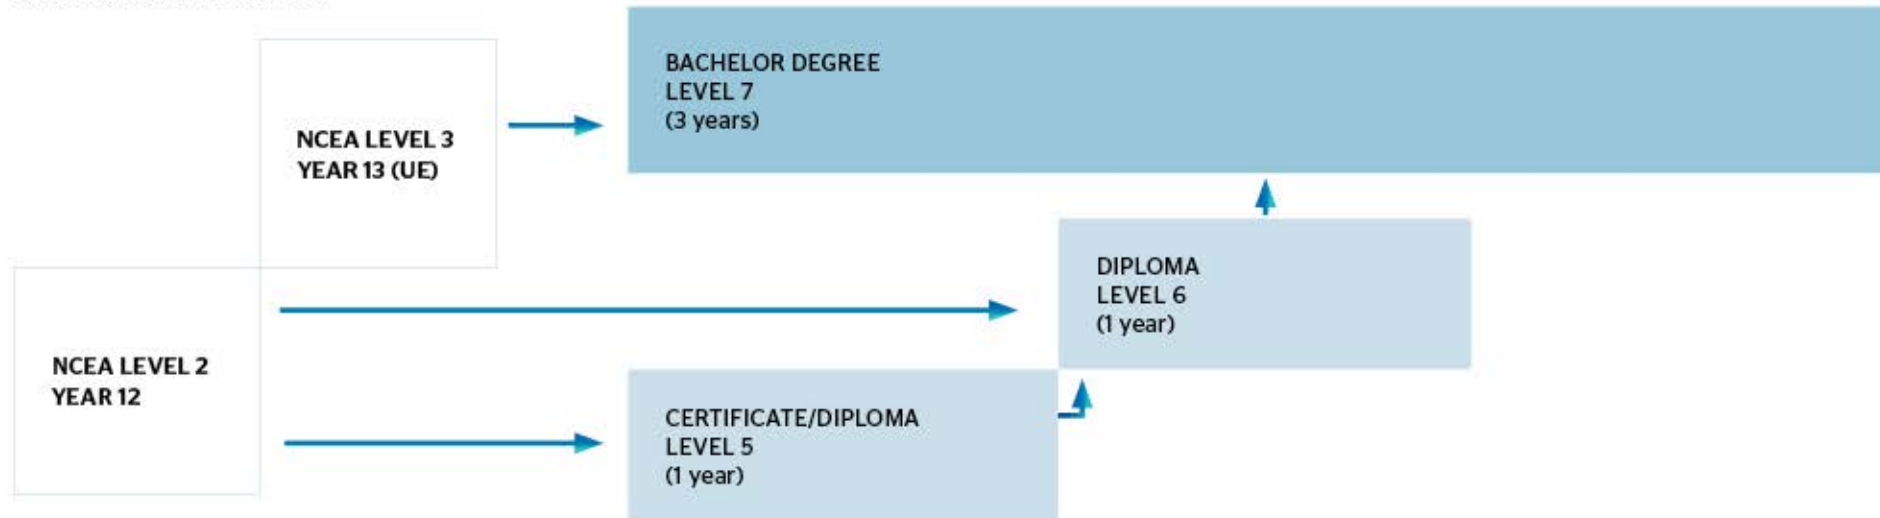 BACHELOR DEGREE
LEVEL 7
(3 years)
NCEA LEVEL 3
YEAR 13 (UE)
DIPLOMA
LEVEL 6
(1 year)
NCEA LEVEL 2
YEAR 12
CERTIFICATE/DIPLOMA
LEVEL 5
(1 year)